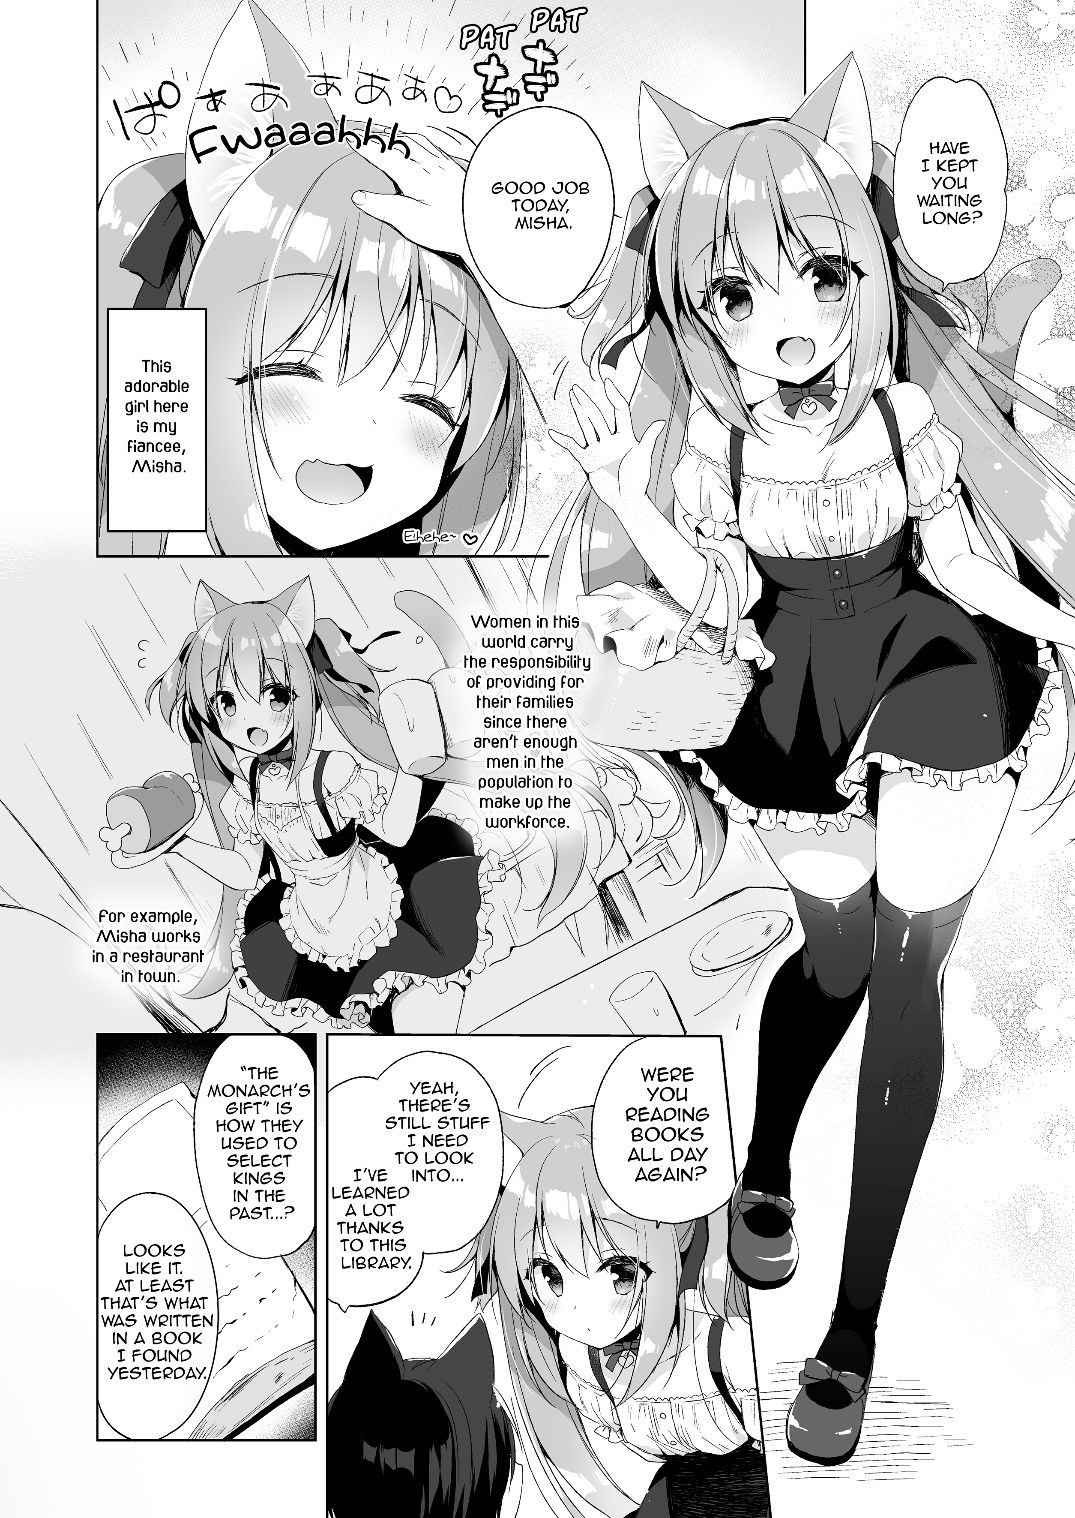 HAVE
I KEPT
YOU
WAITING
LONG?
PAT
PAT
ナデ
ナデ
GOOD JOB
TODAY,
MISHA.
ぱぁあぁあぁ♡
Fwaaahhh
This
adorable
girl here
is my
fiancee,
Misha.
Ehehe~ ♥
Women in this
world carry
the responsibility
of providing for
their families
since there
aren't enough
men in the
population to
make up the
workforce.
For example,
Misha works
in a restaurant
in town.
WERE
YOU
READING
BOOKS
ALL DAY
AGAIN?
YEAH,
THERE'S
STILL STUFF
I NEED
TO LOOK
INTO...
I'VE
LEARNED
A LOT
THANKS
TO THIS
LIBRARY.
"THE
MONARCH'S
GIFT" IS
HOW THEY
USED TO
SELECT
KINGS
IN THE
PAST...?
LOOKS
LIKE IT.
AT LEAST
THAT'S WHAT
WAS WRITTEN
IN A BOOK
I FOUND
YESTERDAY.